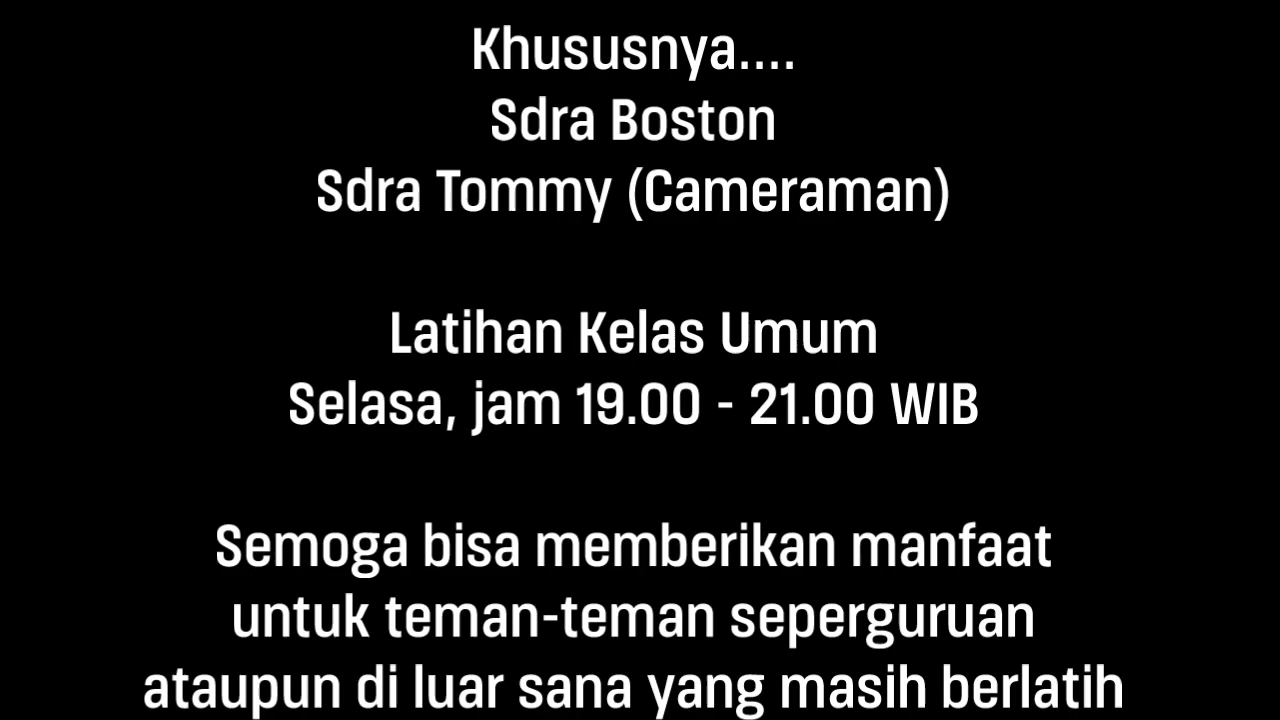 Khususnya....
Sdra Boston
Sdra Tommy (Cameraman)
Latihan Kelas Umum
Selasa, jam 19.00 - 21.00 WIB
Semoga bisa memberikan manfaat
untuk teman-teman seperguruan
ataupun di luar sana yang masih berlatih